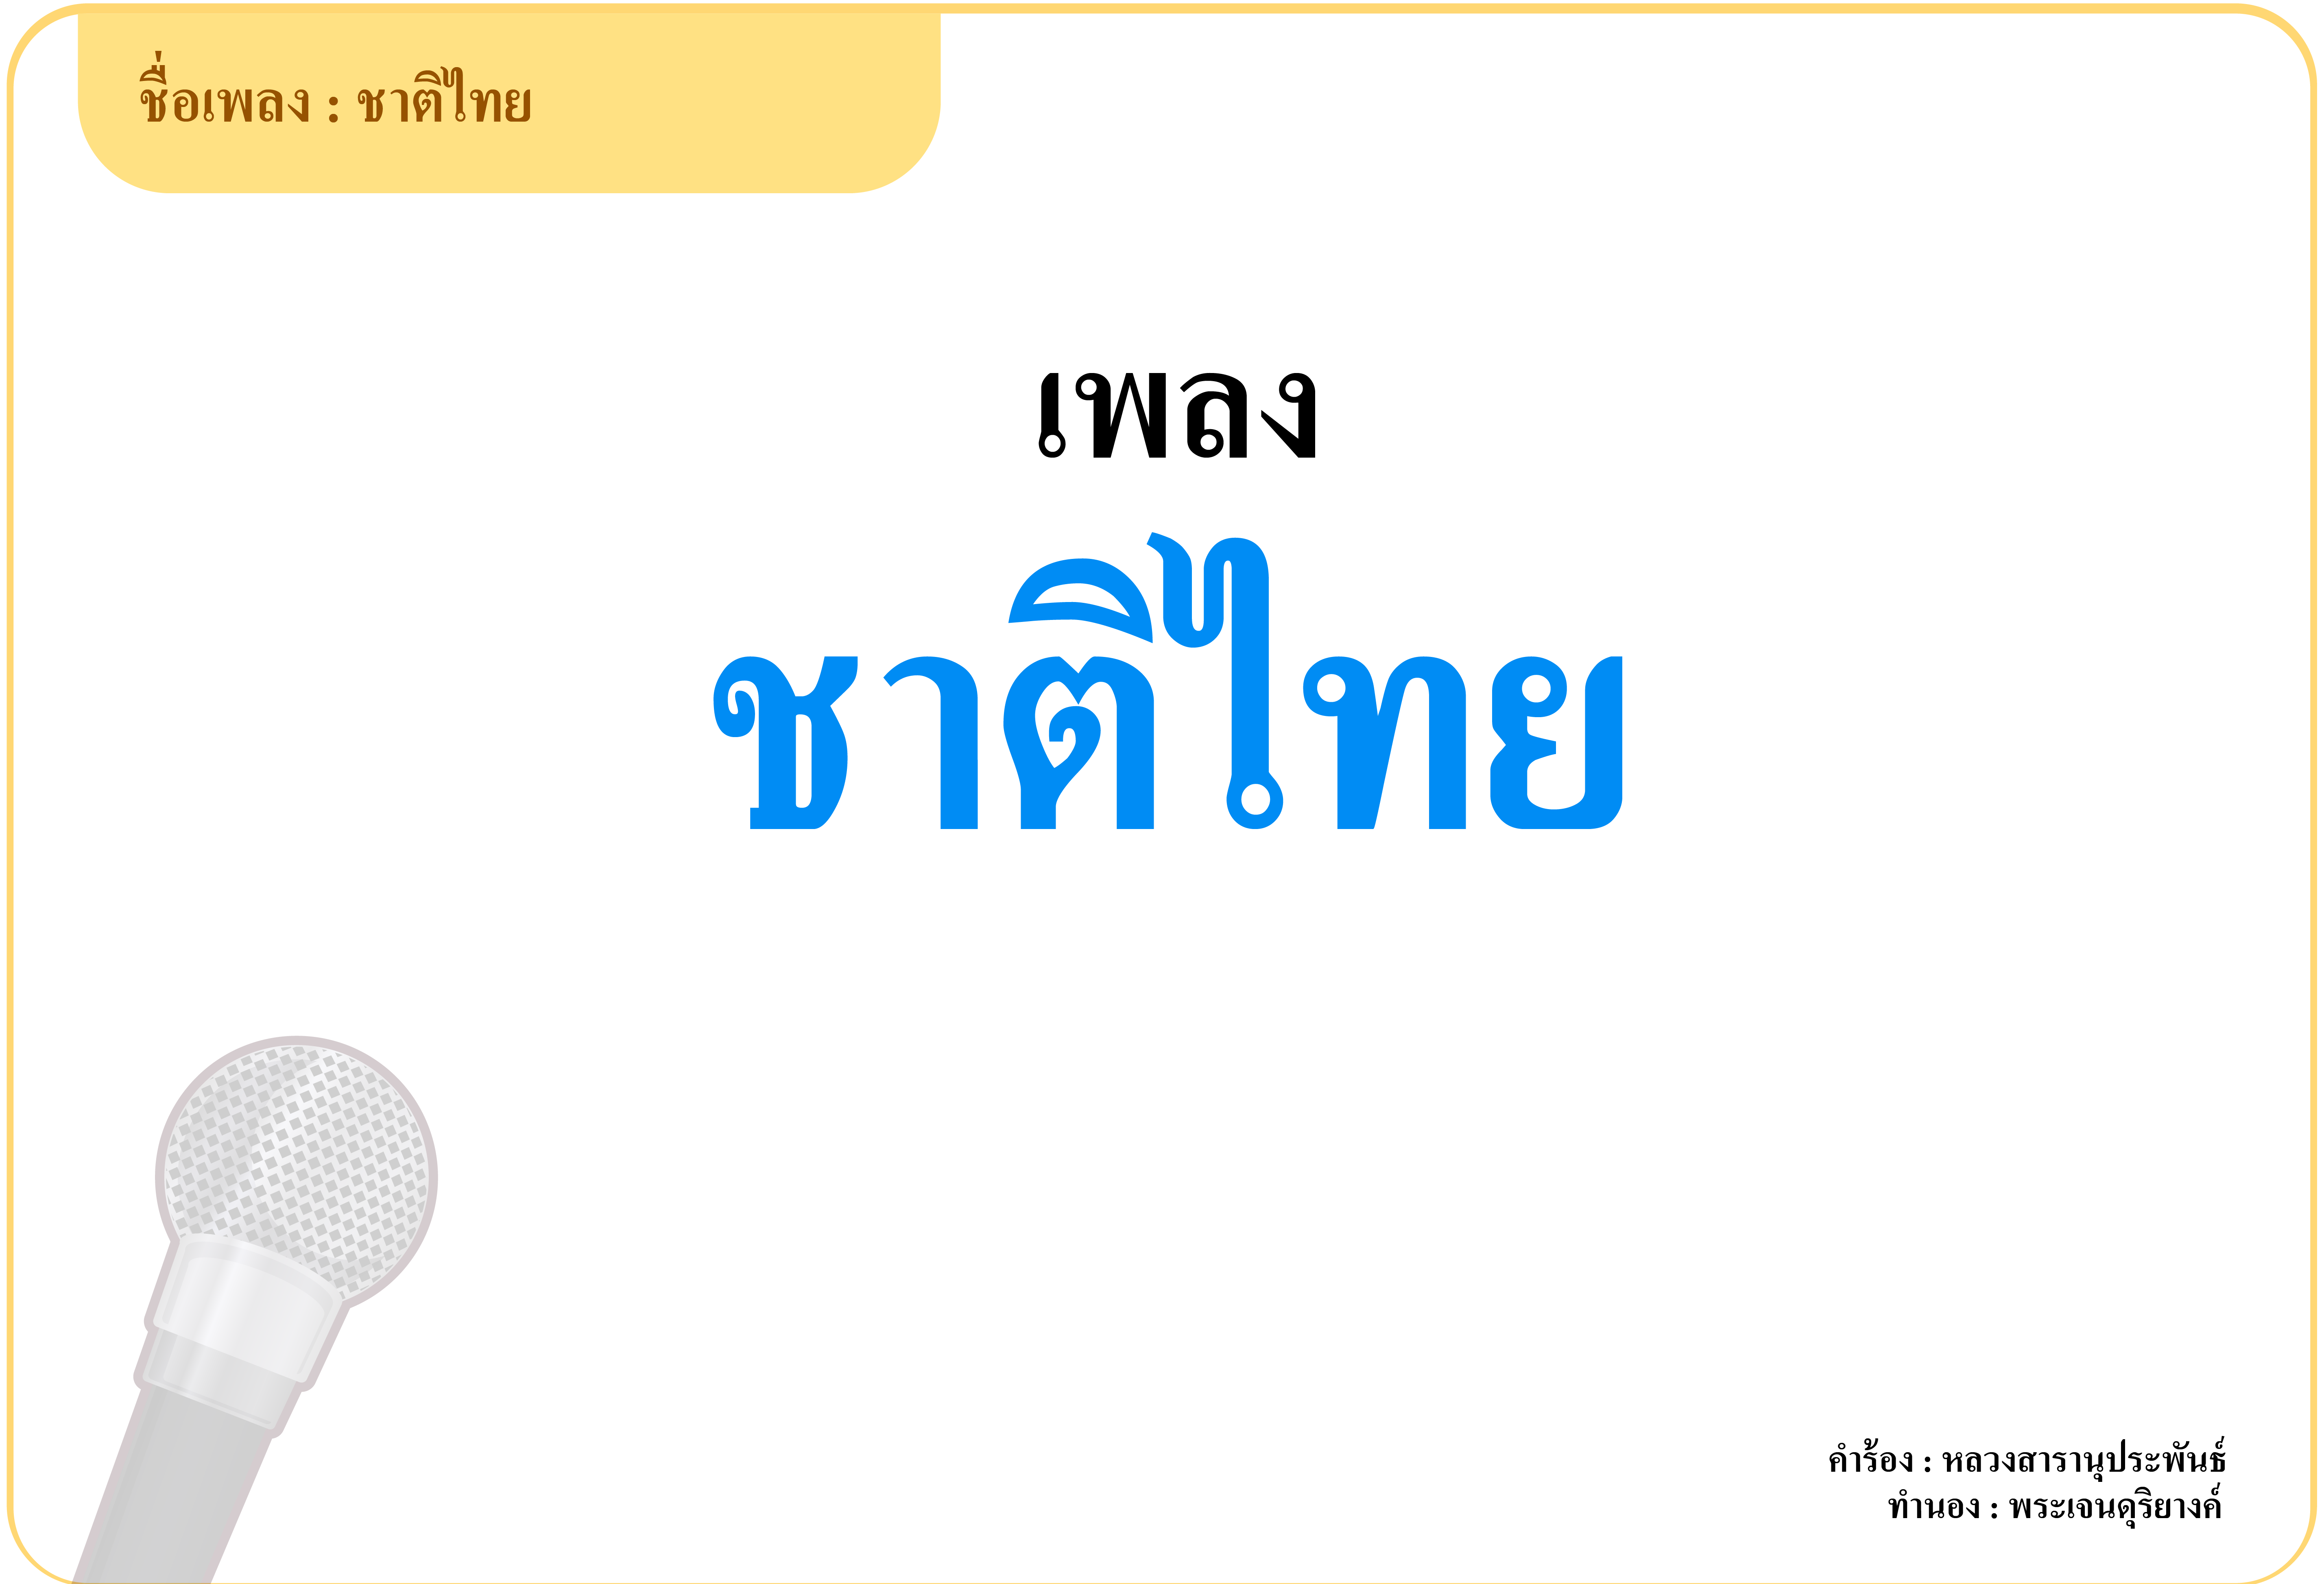 ชื่อเพลง : ชาติไทย
เพลง
ชาติไทย
คำร้อง : หลวงสารานุประพันธ์
ทำนอง : พระเจนดุริยางค์